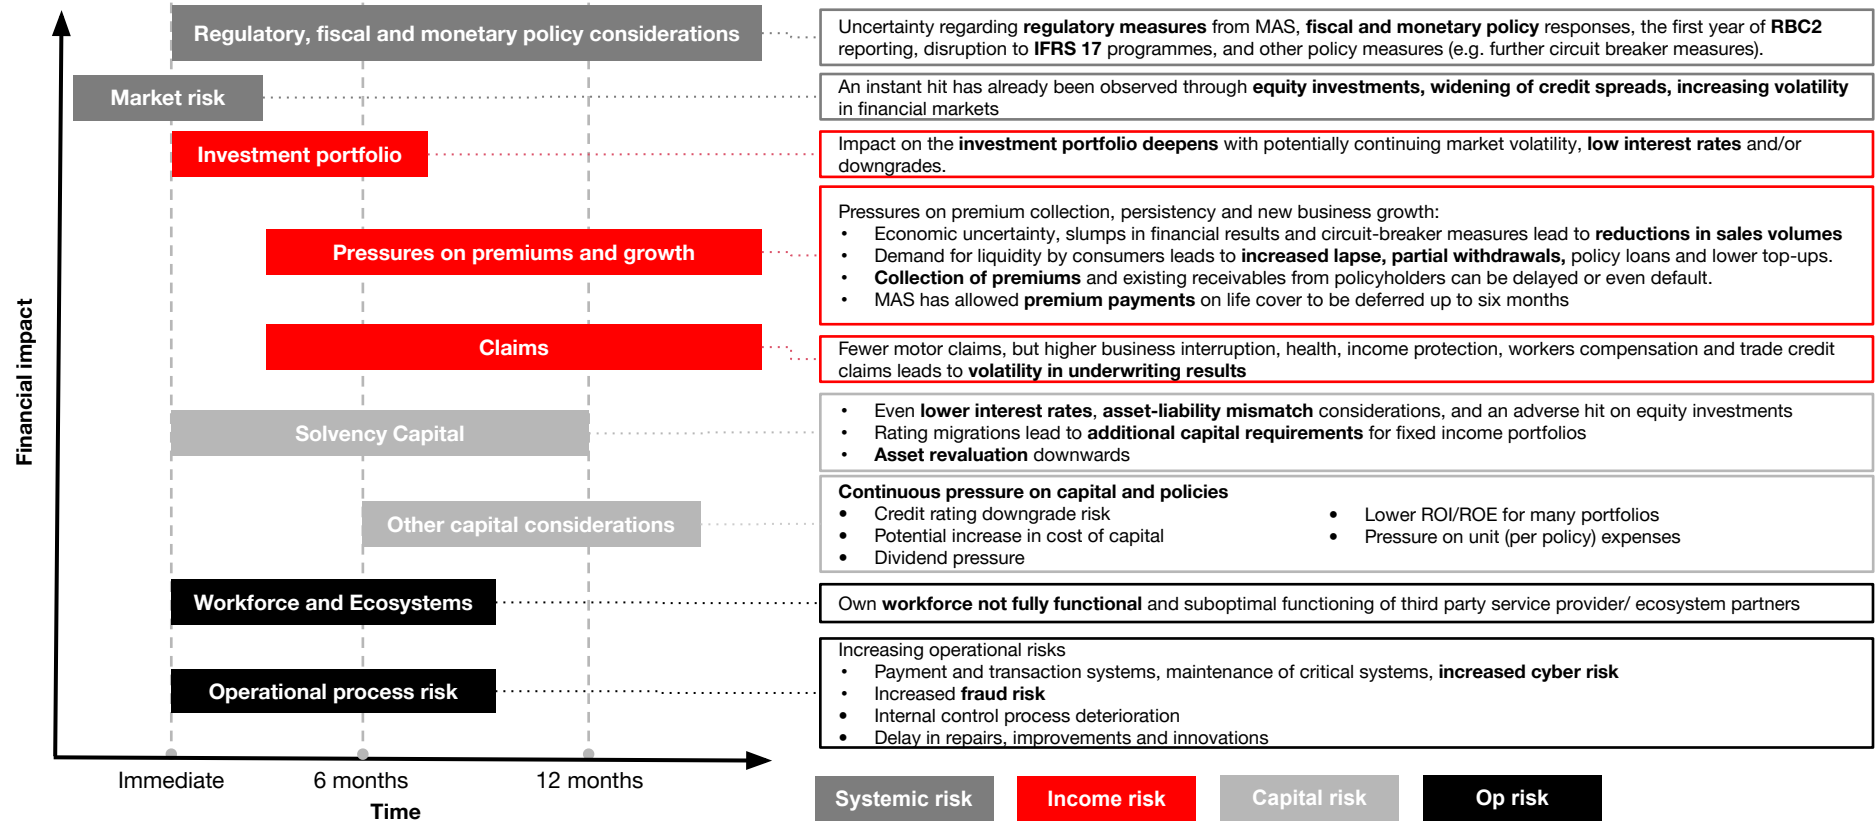 Regulatory, fiscal and monetary policy considerations
Uncertainty regarding regulatory measures from MAS, fiscal and monetary policy responses, the first year of RBC2
reporting, disruption to IFRS 17 programmes, and other policy measures (e.g. further circuit breaker measures).
Market risk
An instant hit has already been observed through equity investments, widening of credit spreads, increasing volatility
in financial markets
Investment portfolio
Impact on the investment portfolio deepens with potentially continuing market volatility, low interest rates and/or
downgrades.
Pressures on premiums and growth
Pressures on premium collection, persistency and new business growth:
• Economic uncertainty, slumps in financial results and circuit-breaker measures lead to reductions in sales volumes
• Demand for liquidity by consumers leads to increased lapse, partial withdrawals, policy loans and lower top-ups.
• Collection of premiums and existing receivables from policyholders can be delayed or even default.
• MAS has allowed premium payments on life cover to be deferred up to six months
Claims
Fewer motor claims, but higher business interruption, health, income protection, workers compensation and trade credit
claims leads to volatility in underwriting results
Solvency Capital
• Even lower interest rates, asset-liability mismatch considerations, and an adverse hit on equity investments
• Rating migrations lead to additional capital requirements for fixed income portfolios
• Asset revaluation downwards
Other capital considerations
Continuous pressure on capital and policies
• Credit rating downgrade risk
• Potential increase in cost of capital
• Dividend pressure
• Lower ROI/ROE for many portfolios
• Pressure on unit (per policy) expenses
Workforce and Ecosystems
Own workforce not fully functional and suboptimal functioning of third party service provider/ ecosystem partners
Operational process risk
Increasing operational risks
• Payment and transaction systems, maintenance of critical systems, increased cyber risk
• Increased fraud risk
• Internal control process deterioration
• Delay in repairs, improvements and innovations
Financial impact
Immediate
6 months
12 months
Time
Systemic risk
Income risk
Capital risk
Op risk